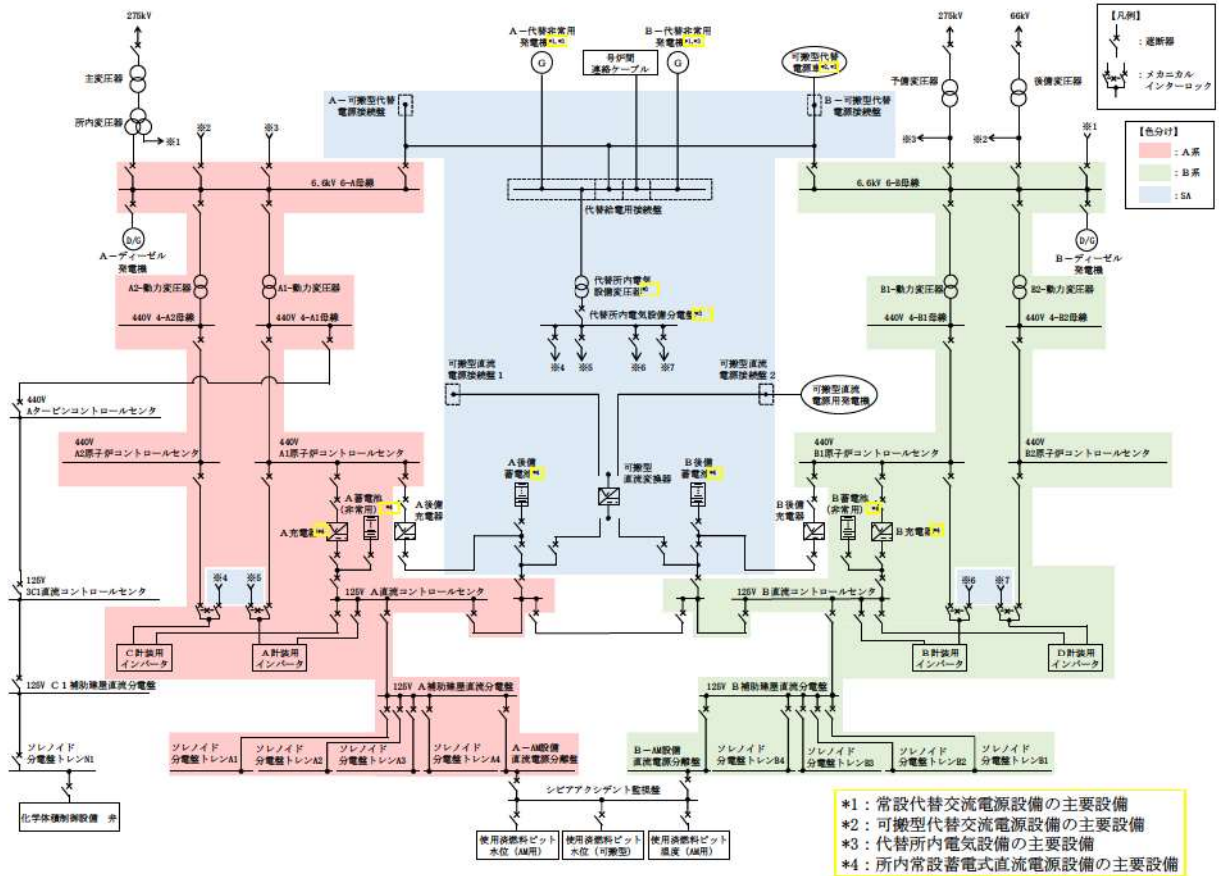 275kV
主変圧器
所内変圧器
※1
※2
※3
A-代替非常用
発電機*1,*3
B-代替非常用
発電機*1,*3
号炉間
連絡ケーブル
可搬型代替
電源車*2,*3
A-可搬型代替
電源接続盤
B-可搬型代替
電源接続盤
275kV
66kV
予備変圧器
後備変圧器
※3
※2
※1
【凡例】
:遮断器
:メカニカル
インターロック
【色分け】
:A系
:B系
:SA
6.6kV 6-A母線
代替給電用接続盤
6.6kV 6-B母線
D/G
A-ディーゼル
発電機
D/G
B-ディーゼル
発電機
A2-動力変圧器
A1-動力変圧器
代替所内電気
設備変圧器*3
B1-動力変圧器
B2-動力変圧器
440V 4-A2母線
440V 4-A1母線
代替所内電気設備分電盤*3
440V 4-B1母線
440V 4-B2母線
※4
※5
※6
※7
可搬型直流
電源接続盤1
可搬型直流
電源接続盤2
可搬型直流
電源用発電機
440V
Aタービンコントロールセンタ
440V
A2原子炉コントロールセンタ
440V
A1原子炉コントロールセンタ
440V
B1原子炉コントロールセンタ
440V
B2原子炉コントロールセンタ
A後備
蓄電池*4
可搬型
直流変換器
B後備
蓄電池*4
A充電器*4
A蓄電池
(非常用)*4
A後備
充電器
B後備
充電器
B蓄電池
(非常用)*4
B充電器*4
125V
3C1直流コントロールセンタ
※4
※5
125V A直流コントロールセンタ
125V B直流コントロールセンタ
※6
※7
C計装用
インバータ
A計装用
インバータ
B計装用
インバータ
D計装用
インバータ
125V C1補助建屋直流分電盤
125V A補助建屋直流分電盤
125V B補助建屋直流分電盤
ソレノイド
分電盤トレンN1
ソレノイド
分電盤トレンA1
ソレノイド
分電盤トレンA2
ソレノイド
分電盤トレンA3
ソレノイド
分電盤トレンA4
A-AM設備
直流電源分離盤
B-AM設備
直流電源分離盤
ソレノイド
分電盤トレンB4
ソレノイド
分電盤トレンB3
ソレノイド
分電盤トレンB2
ソレノイド
分電盤トレンB1
シビアアクシデント監視盤
化学体積制御設備 弁
使用済燃料ピット
水位(AM用)
使用済燃料ピット
水位(可搬型)
使用済燃料ピット
温度(AM用)
*1:常設代替交流電源設備の主要設備
*2:可搬型代替交流電源設備の主要設備
*3:代替所内電気設備の主要設備
*4:所内常設蓄電式直流電源設備の主要設備